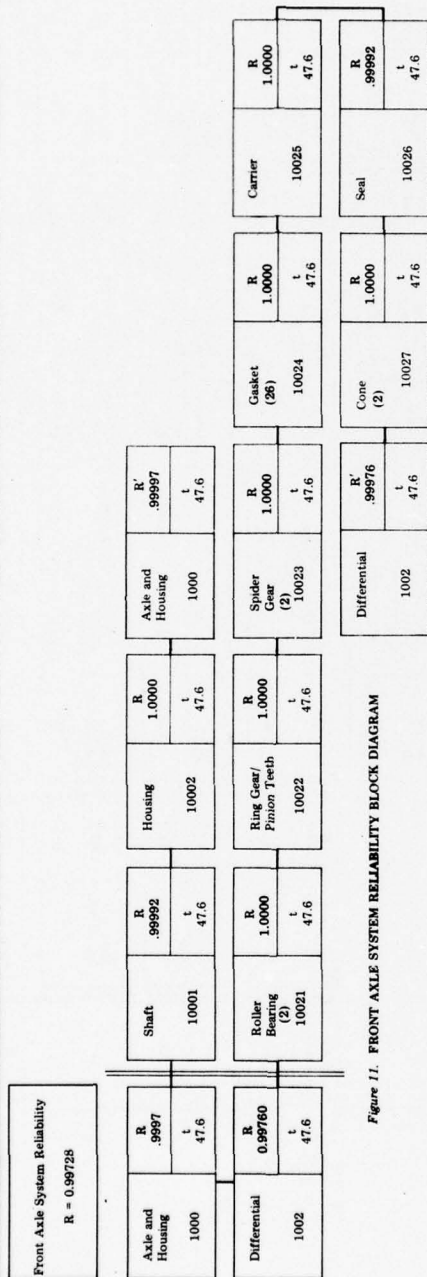 Front Axle System Reliability
R = 0.99728
Axle and
Housing
1000
R
.9997
t
47.6
Shaft
10001
R
.99992
t
47.6
Housing
10002
R
1.0000
t
47.6
Axle and
Housing
1000
R'
.99997
t
47.6
Differential
1002
R
0.99760
t
47.6
Roller
Bearing
(2)
10021
R
1.0000
t
47.6
Ring Gear/
Pinion Teeth
10022
R
1.0000
t
47.6
Spider
Gear
(2)
10023
R
1.0000
t
47.6
Gasket
(26)
10024
R
1.0000
t
47.6
Carrier
10025
R
1.0000
t
47.6
Differential
1002
R'
.99976
t
47.6
Cone
(2)
10027
R
1.0000
t
47.6
Seal
10026
R
.99992
t
47.6
Figure 11. FRONT AXLE SYSTEM RELIABILITY BLOCK DIAGRAM